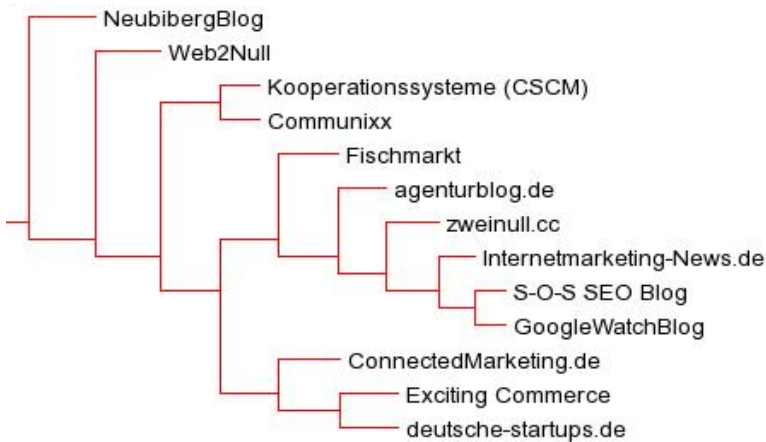 NeubibergBlog
Web2Null
Kooperationssysteme (CSCM)
Communixx
Fischmarkt
agenturblog.de
zweinull.cc
Internetmarketing-News.de
S-O-S SEO Blog
GoogleWatchBlog
ConnectedMarketing.de
Exciting Commerce
deutsche-startups.de